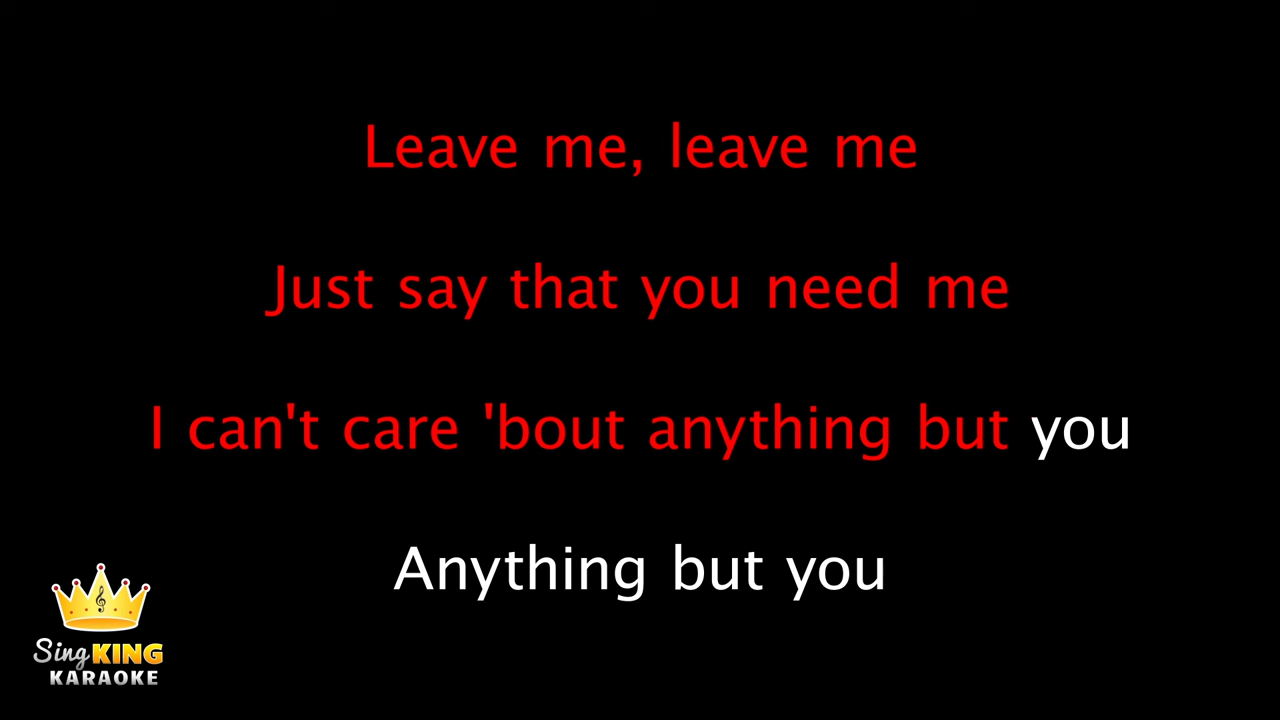 Leave me, leave me
Just say that you need me
I can't care 'bout anything but you
Anything but you
Sing KING
KARAOKE